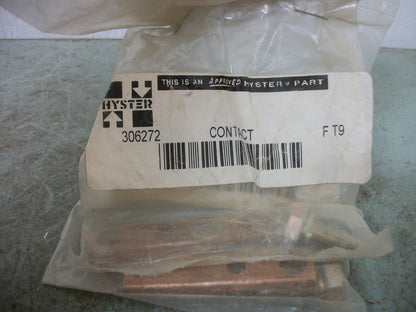 THIS IS AN APPROVED HYSTER PART
HYSTER
306272 CONTACT F T9